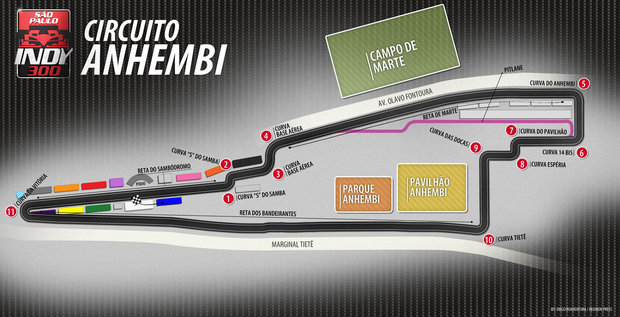 SÃO PAULO
INDY
300
CIRCUITO
ANHEMBI
CAMPO DE
MARTE
PITLANE
CURVA DO ANHEMBI
5
AV. OLAVO FONTOURA
RETA DE MARTE
4
CURVA
BASE AÉREA
CURVA DAS DOCAS
9
7
CURVA DO PAVILHÃO
CURVA 14 BIS
6
8
CURVA ESPÉRIA
CURVA "S" DO SAMBA
2
3
CURVA
BASE AÉREA
RETA DO SAMBÓDROMO
PÓDIO
1
CURVA "S" DO SAMBA
PARQUE
ANHEMBI
PAVILHÃO
ANHEMBI
CURVA DA VITÓRIA
11
RETA DOS BANDEIRANTES
10
CURVA TIETÊ
MARGINAL TIETÊ
BY: DIEGO BOAVENTURA / REUNION PRESS